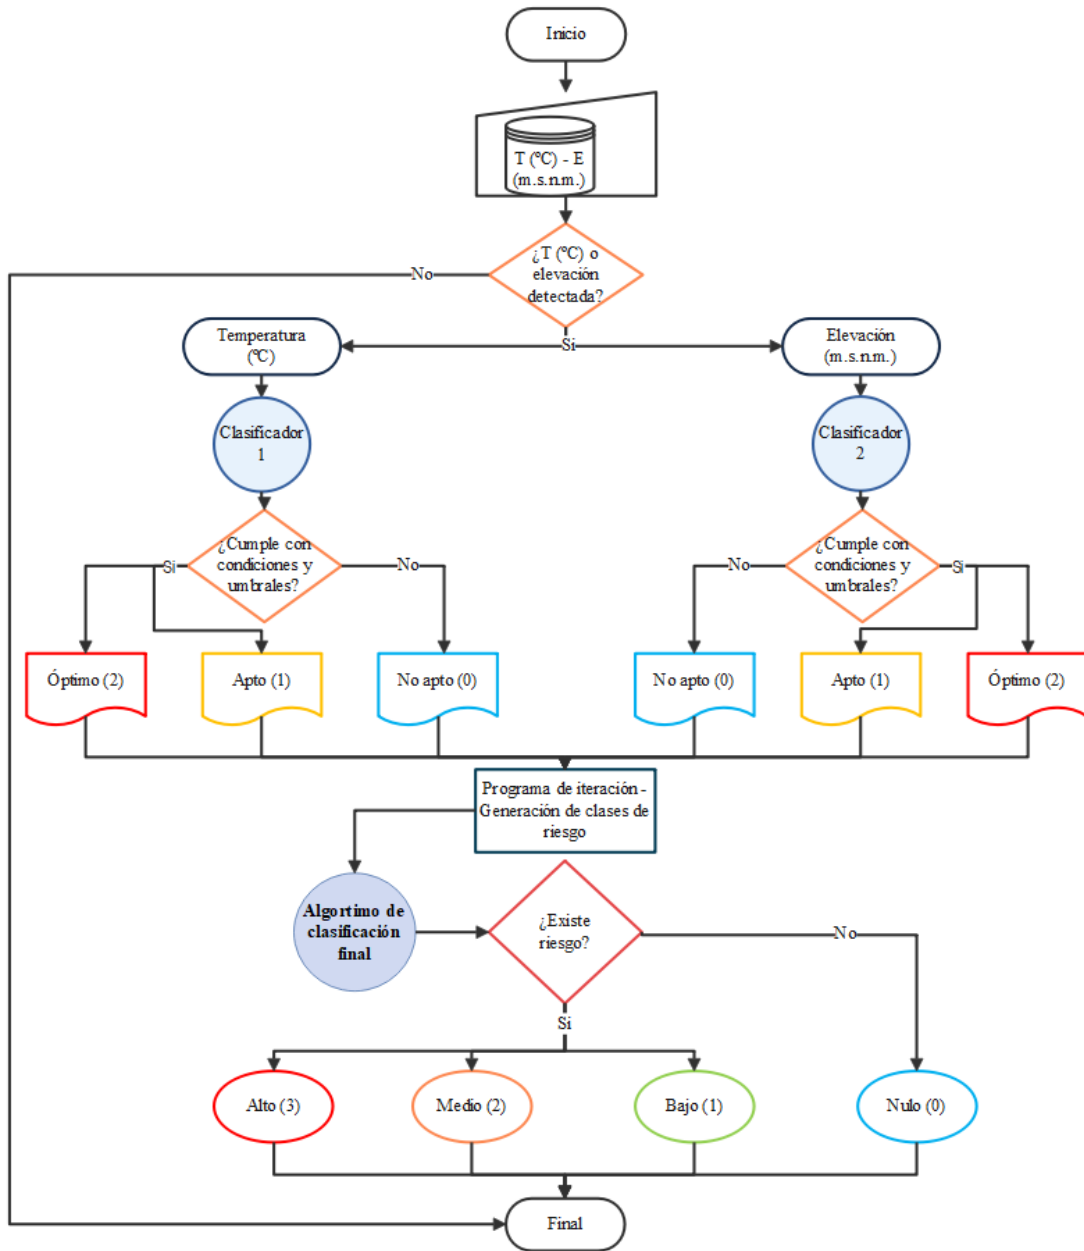 Inicio
T (ºC) - E
(m.s.n.m.)
¿T (ºC) o
elevación
detectada?
No
Si
Temperatura
(ºC)
Elevación
(m.s.n.m.)
Clasificador
1
Clasificador
2
¿Cumple con
condiciones y
umbrales?
Si
No
¿Cumple con
condiciones y
umbrales?
No
Si
Óptimo (2)
Apto (1)
No apto (0)
No apto (0)
Apto (1)
Óptimo (2)
Programa de iteración -
Generación de clases de
riesgo
Algortimo de
clasificación
final
¿Existe
riesgo?
No
Si
Alto (3)
Medio (2)
Bajo (1)
Nulo (0)
Final